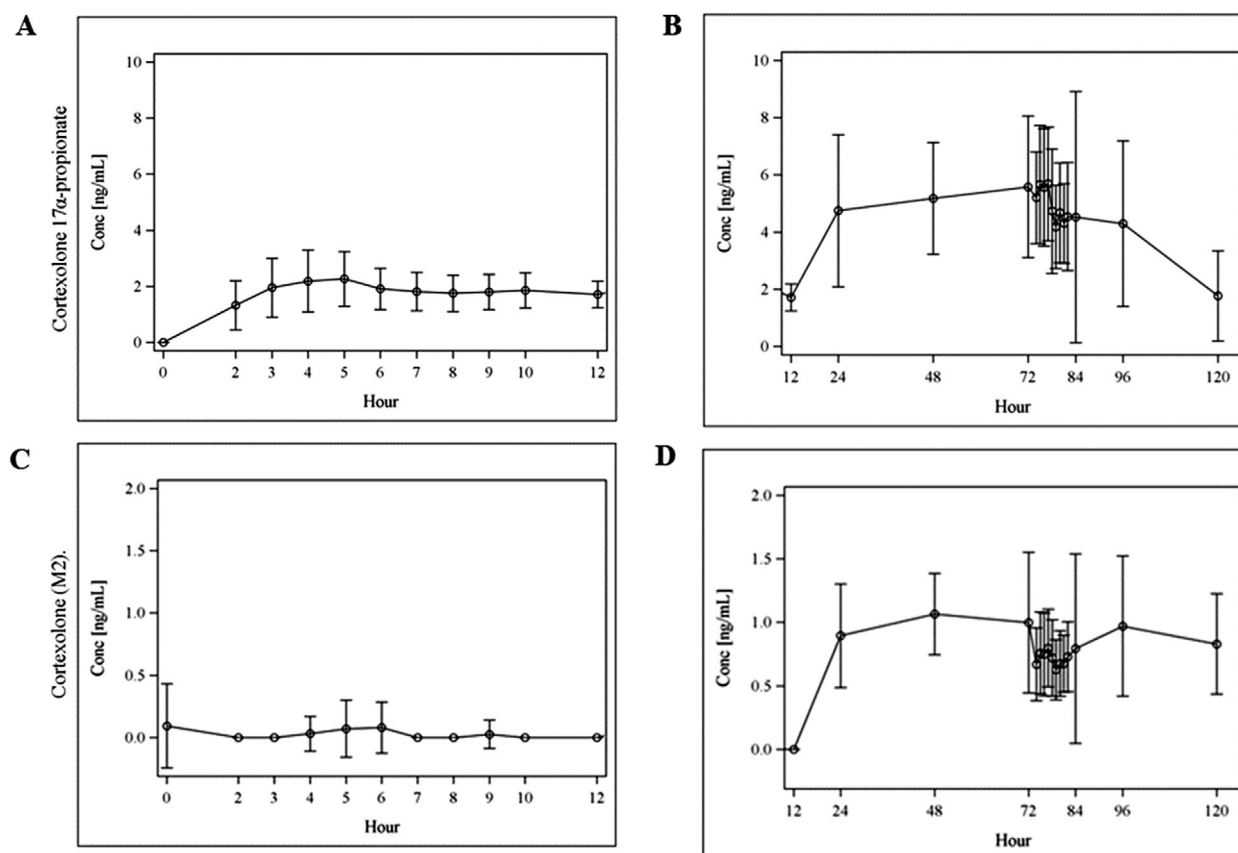 A
Cortexolone 17α-propionate
Conc [ng/mL]
10
8
6
4
2
0
0 2 3 4 5 6 7 8 9 10 12
Hour
B
Conc [ng/mL]
10
8
6
4
2
0
12 24 48 72 84 96 120
Hour
C
Cortexolone (M2).
Conc [ng/mL]
2.0
1.5
1.0
0.5
0.0
0 2 3 4 5 6 7 8 9 10 12
Hour
D
Conc [ng/mL]
2.0
1.5
1.0
0.5
0.0
12 24 48 72 84 96 120
Hour